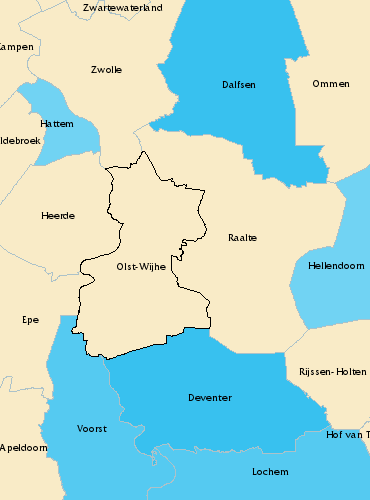 Zwartewaterland
Kampen
Zwolle
Dalfsen
Ommen
Hattem
ldebroek
Heerde
Raalte
Olst-Wijhe
Hellendoorn
Epe
Rijssen-Holten
Deventer
Voorst
Hof van T
Apeldoorn
Lochem